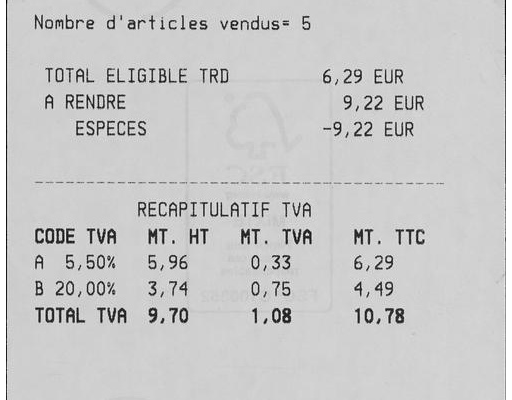 Nombre d'articles vendus= 5
TOTAL ELIGIBLE TRD 6,29 EUR
A RENDRE 9,22 EUR
ESPECES -9,22 EUR
RECAPITULATIF TVA
CODE TVA MT. HT MT. TVA MT. TTC
A 5,50% 5,96 0,33 6,29
B 20,00% 3,74 0,75 4,49
TOTAL TVA 9,70 1,08 10,78